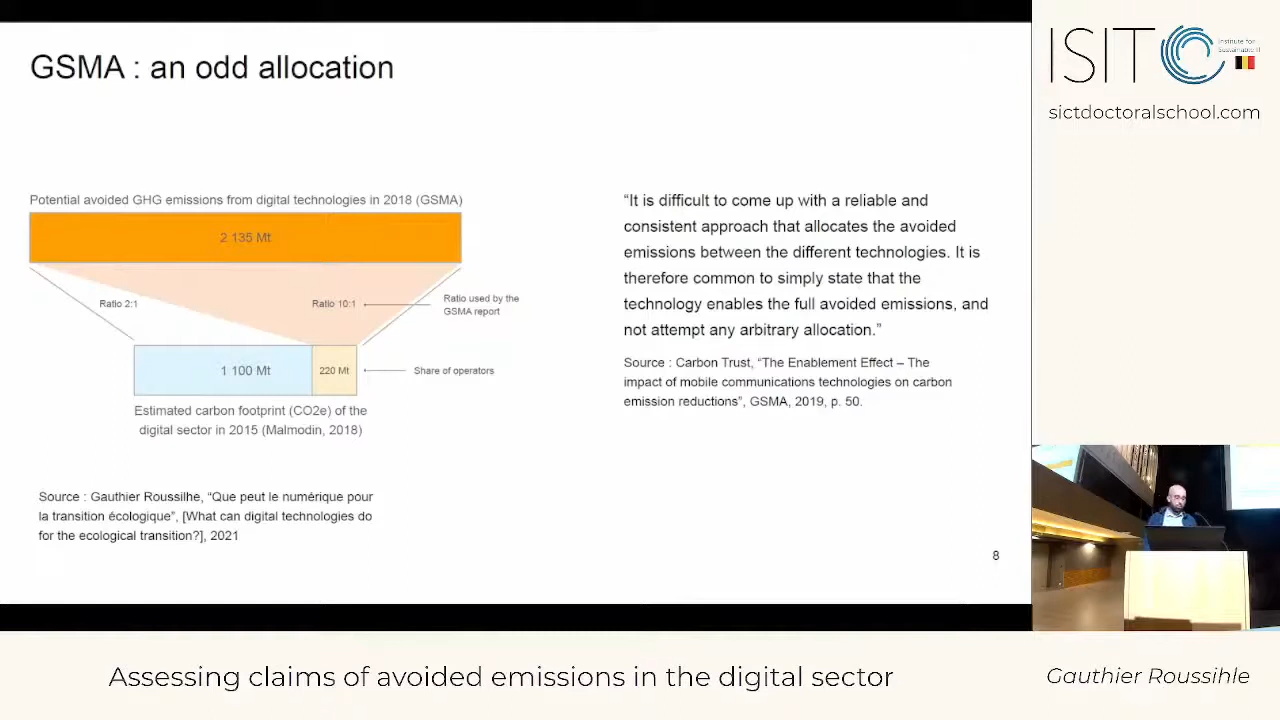 GSMA : an odd allocation
Potential avoided GHG emissions from digital technologies in 2018 (GSMA)
2 135 Mt
Ratio 2:1
Ratio 10:1
Ratio used by the
GSMA report
1 100 Mt
220 Mt
Share of operators
Estimated carbon footprint (CO2e) of the
digital sector in 2015 (Malmodin, 2018)
Source : Gauthier Roussilhe, “Que peut le numérique pour
la transition écologique”, [What can digital technologies do
for the ecological transition?], 2021
“It is difficult to come up with a reliable and
consistent approach that allocates the avoided
emissions between the different technologies. It is
therefore common to simply state that the
technology enables the full avoided emissions, and
not attempt any arbitrary allocation.”
Source : Carbon Trust, “The Enablement Effect – The
impact of mobile communications technologies on carbon
emission reductions”, GSMA, 2019, p. 50.
8
ISIT
Institute for
sictdoctoralschool.com
Assessing claims of avoided emissions in the digital sector
Gauthier Roussihle